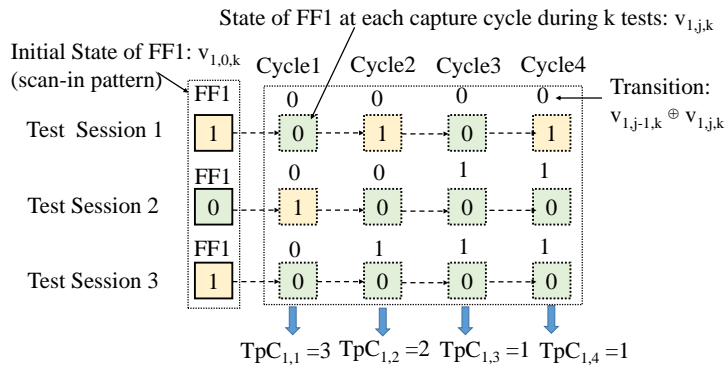 State of FF1 at each capture cycle during k tests: v1,j,k
Initial State of FF1: v1,0,k
(scan-in pattern)
Cycle1 Cycle2 Cycle3 Cycle4
Transition:
v1,j-1,k ⊕ v1,j,k
FF1 0 0 0 0
Test Session 1 1 0 1 0 1
FF1 0 0 1 1
Test Session 2 0 1 0 0 0
FF1 0 1 1 1
Test Session 3 1 0 0 0 0
TpC1,1 =3 TpC1,2 =2 TpC1,3 =1 TpC1,4 =1